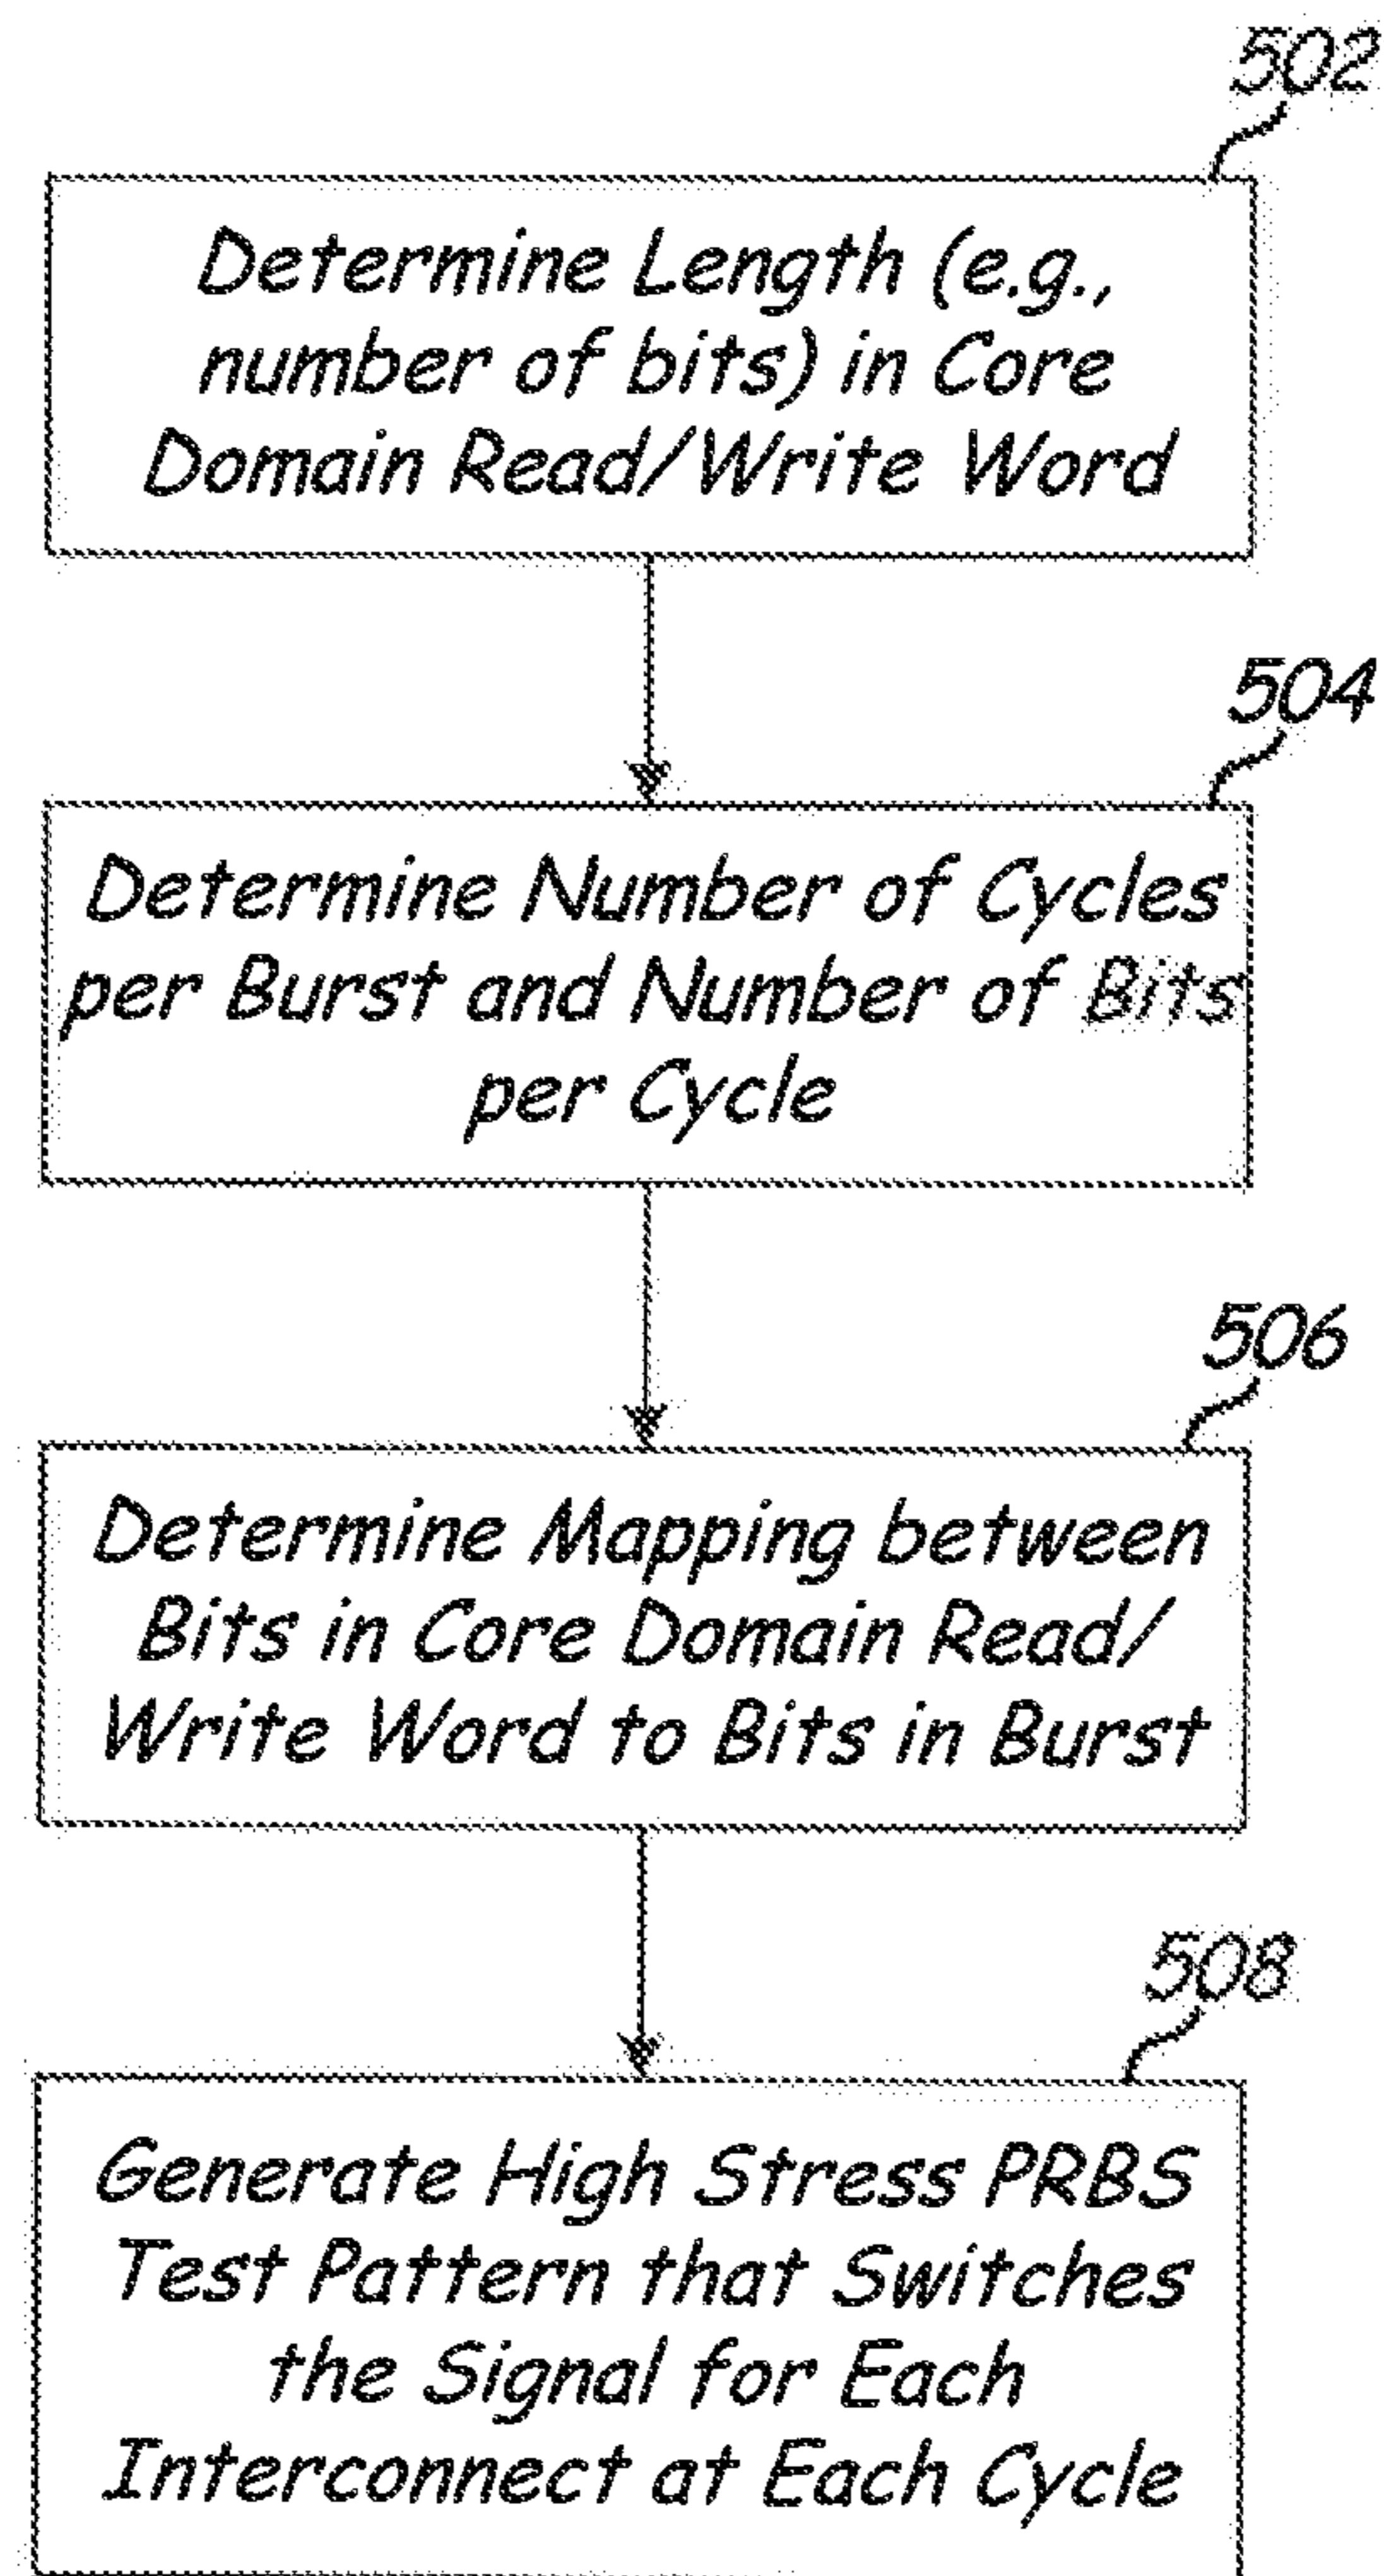 502
Determine Length (e.g.,
number of bits) in Core
Domain Read/Write Word
504
Determine Number of Cycles
per Burst and Number of Bits
per Cycle
506
Determine Mapping between
Bits in Core Domain Read/
Write Word to Bits in Burst
508
Generate High Stress PRBS
Test Pattern that Switches
the Signal for Each
Interconnect at Each Cycle